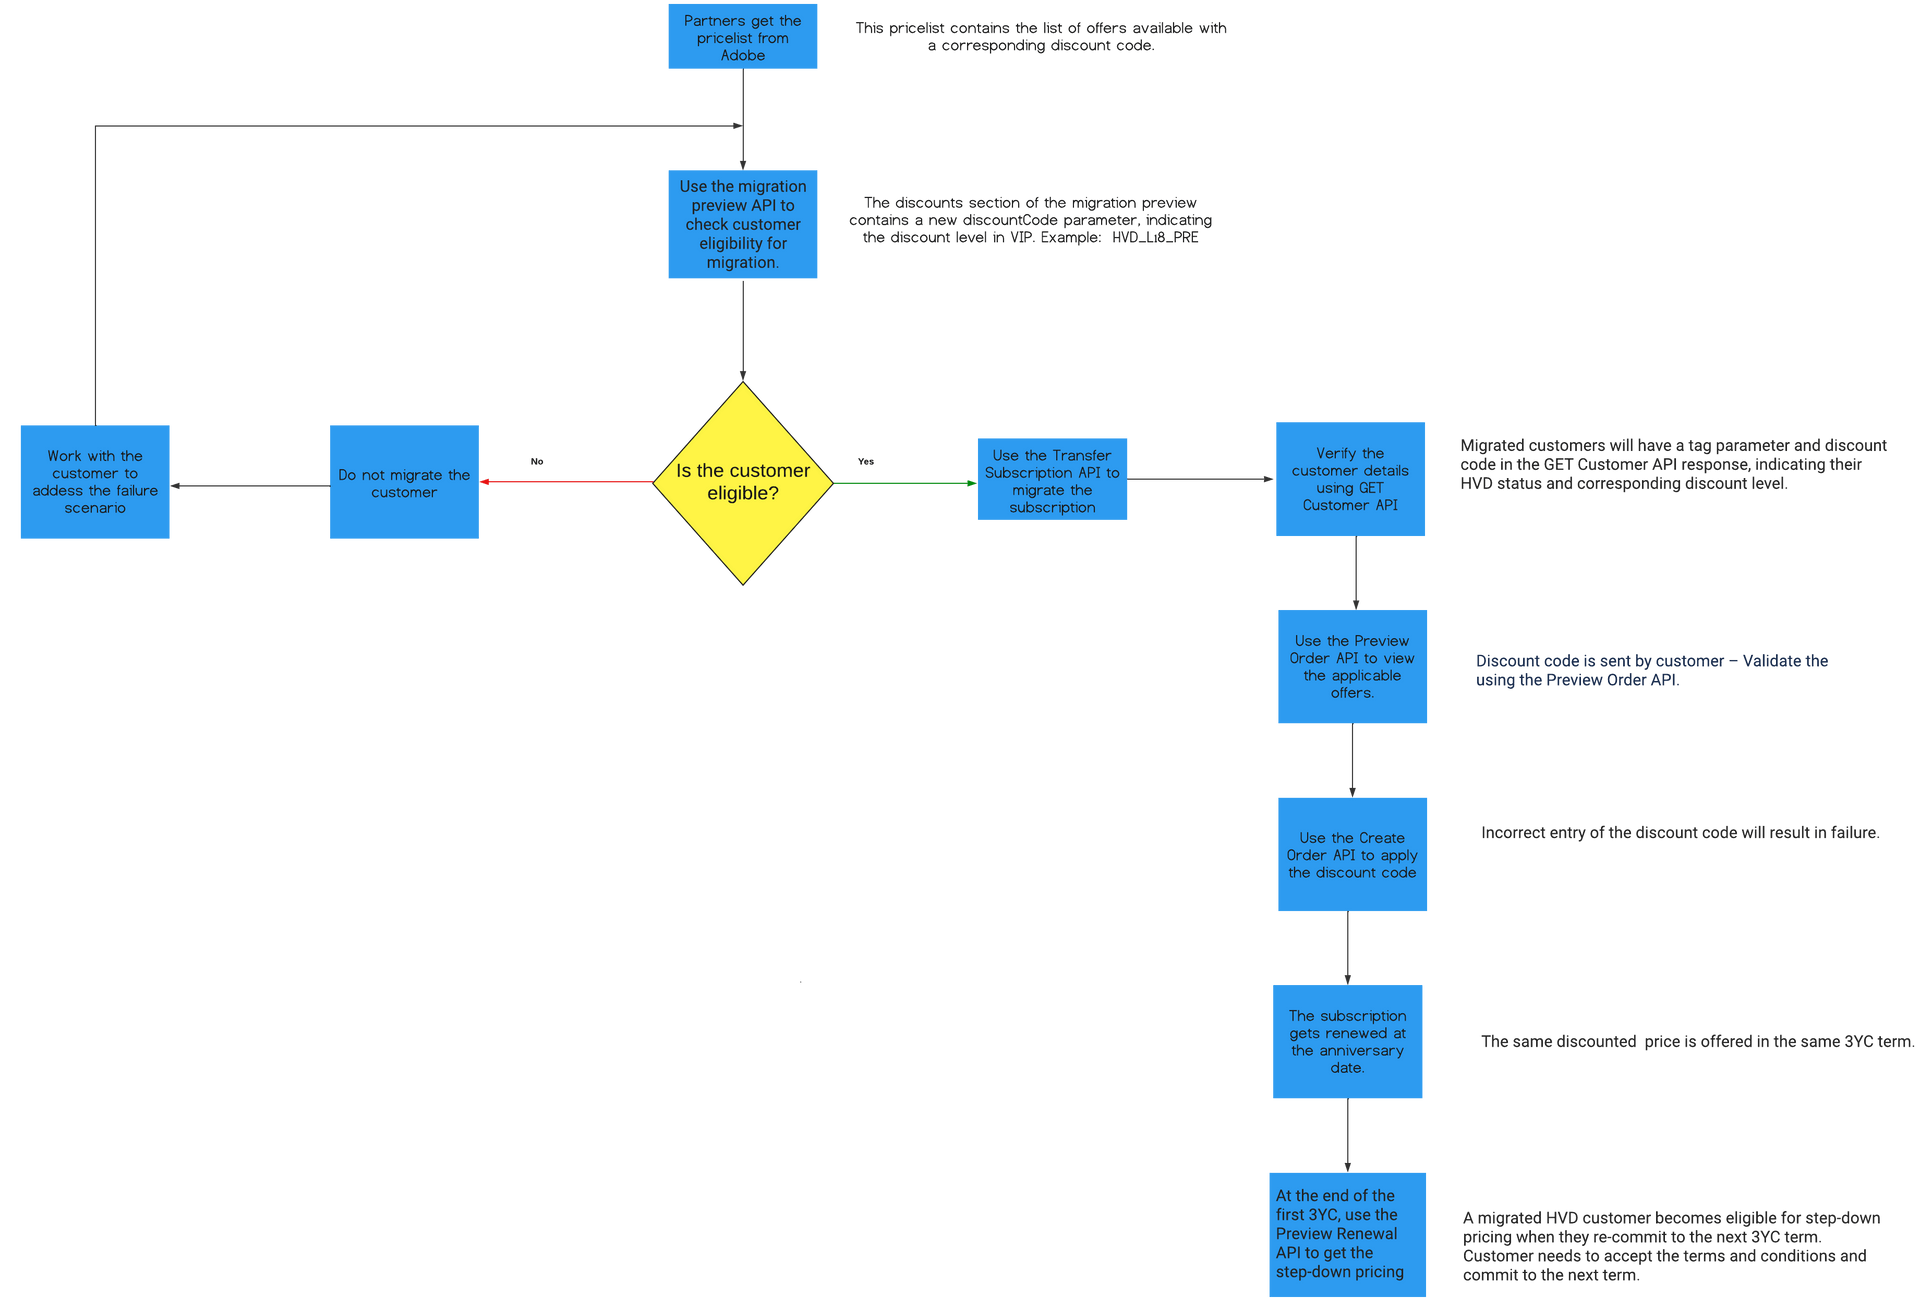 Partners get the
pricelist from
Adobe
This pricelist contains the list of offers available with
a corresponding discount code.
Use the migration
preview API to
check customer
eligibility for
migration.
The discounts section of the migration preview
contains a new discountCode parameter, indicating
the discount level in VIP. Example:  HVD_L18_PRE
Work with the
customer to
addess the failure
scenario
Do not migrate the
customer
No
Is the customer
eligible?
Yes
Use the Transfer
Subscription API to
migrate the
subscription
Verify the
customer details
using GET
Customer API
Migrated customers will have a tag parameter and discount
code in the GET Customer API response, indicating their
HVD status and corresponding discount level.
Use the Preview
Order API to view
the applicable
offers.
Discount code is sent by customer – Validate the
using the Preview Order API.
Use the Create
Order API to apply
the discount code
Incorrect entry of the discount code will result in failure.
The subscription
gets renewed at
the anniversary
date.
The same discounted  price is offered in the same 3YC term.
At the end of the
first 3YC, use the
Preview Renewal
API to get the
step-down pricing
A migrated HVD customer becomes eligible for step-down
pricing when they re-commit to the next 3YC term.
Customer needs to accept the terms and conditions and
commit to the next term.